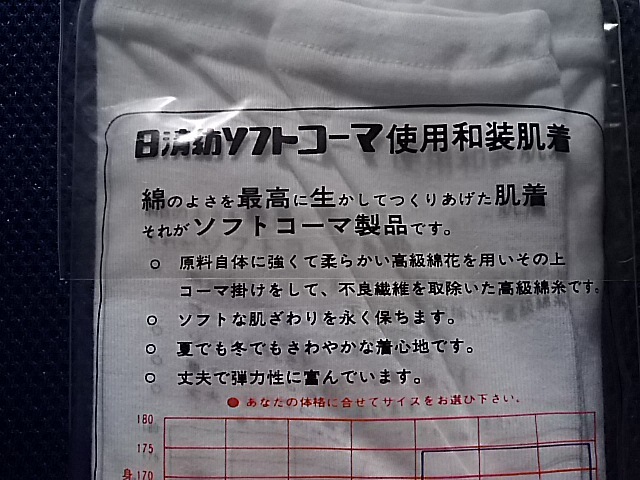 日清紡ソフトコーマ使用和装肌着
綿のよさを最高に生かしてつくりあげた肌着
それがソフトコーマ製品です。
○ 原料自体に強くて柔らかい高級綿花を用いその上
コーマ掛けをして、不良繊維を取除いた高級綿糸です。
○ ソフトな肌ざわりを永く保ちます。
○ 夏でも冬でもさわやかな着心地です。
○ 丈夫で弾力性に富んでいます。
●あなたの体格に合せてサイズをお選び下さい。
180
175
身 170